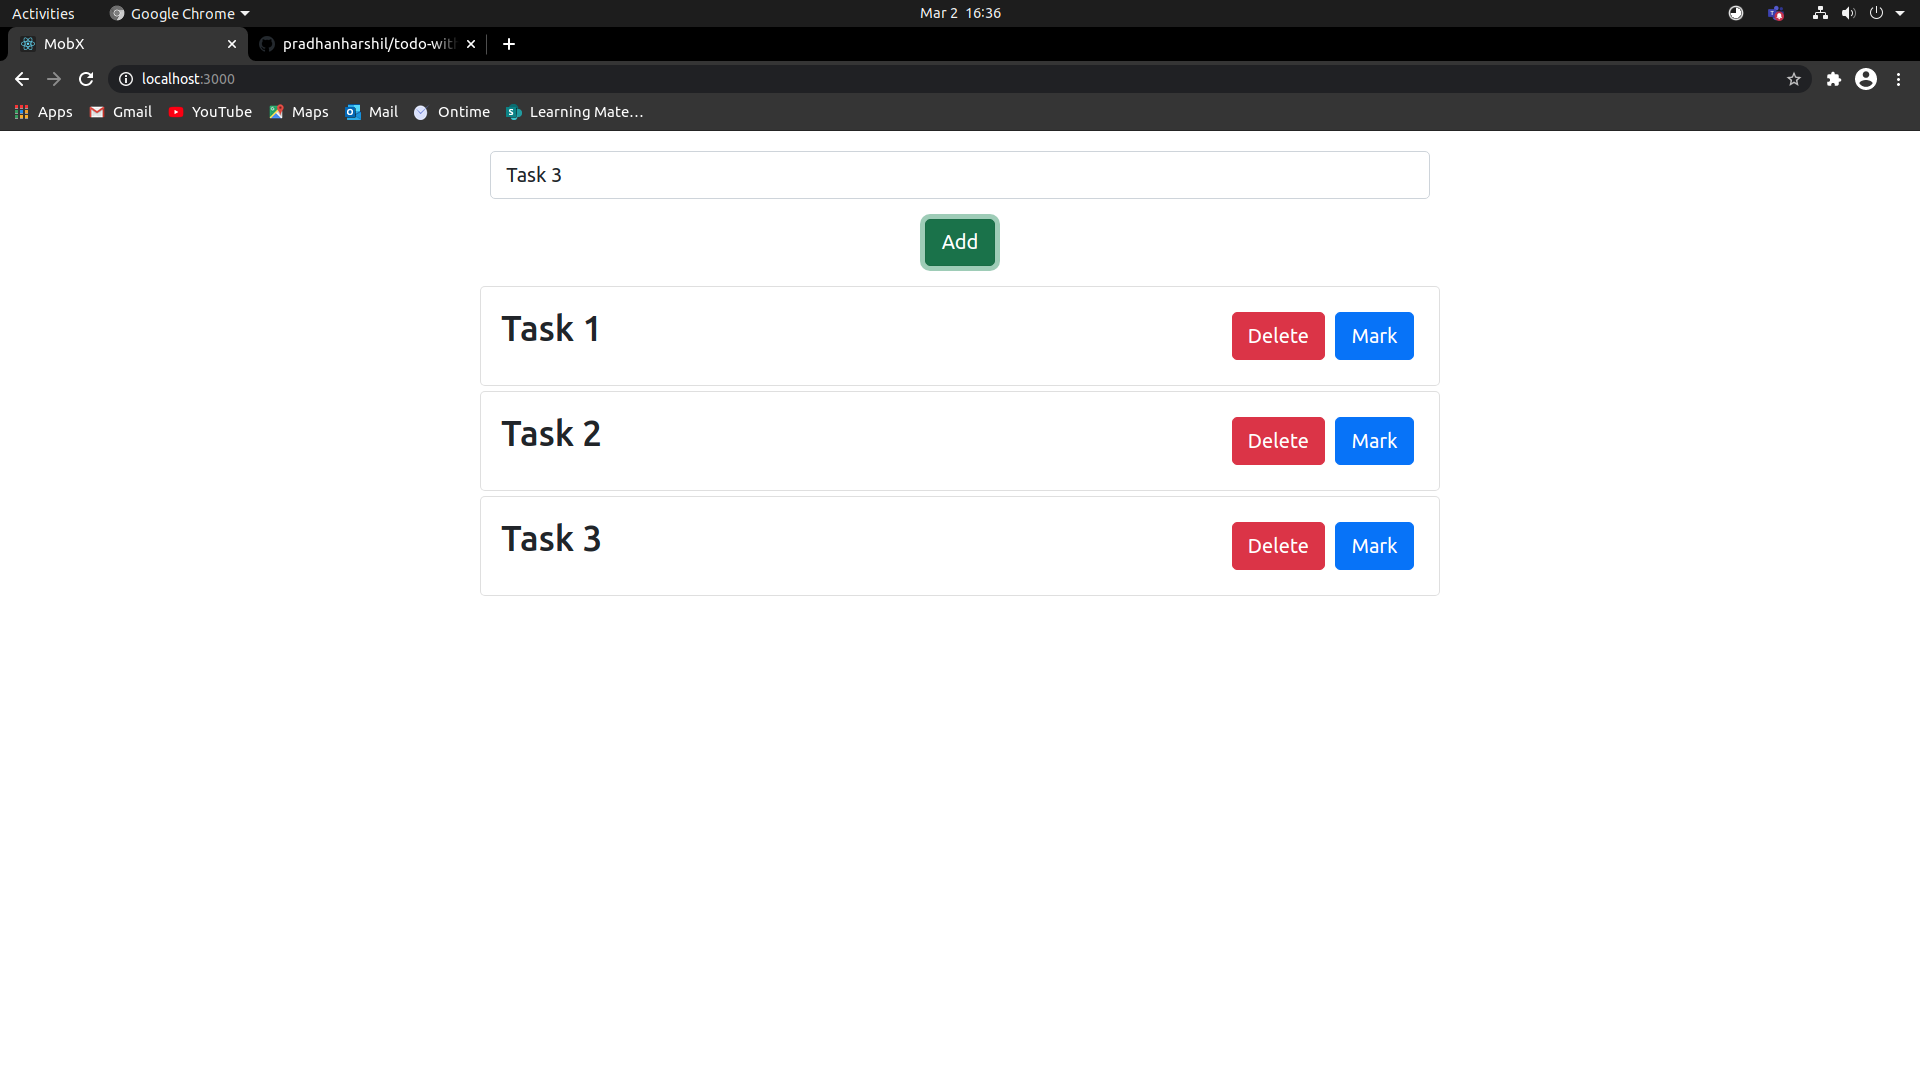 Activities Google Chrome Mar 2 16:36
MobX pradhanharshil/todo-wit
localhost:3000
Apps Gmail YouTube Maps Mail Ontime Learning Mate…
Task 3
Add
Task 1 Delete Mark
Task 2 Delete Mark
Task 3 Delete Mark